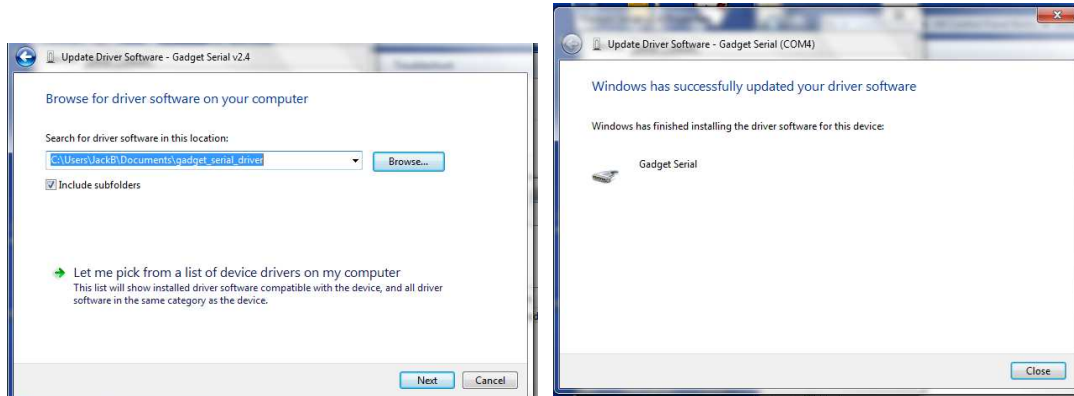 Update Driver Software - Gadget Serial v2.4
Browse for driver software on your computer
Search for driver software in this location:
C:\Users\JackB\Documents\gadget_serial_driver
Browse...
Include subfolders
Let me pick from a list of device drivers on my computer
This list will show installed driver software compatible with the device, and all driver
software in the same category as the device.
Next
Cancel
Update Driver Software - Gadget Serial (COM4)
Windows has successfully updated your driver software
Windows has finished installing the driver software for this device:
Gadget Serial
Close